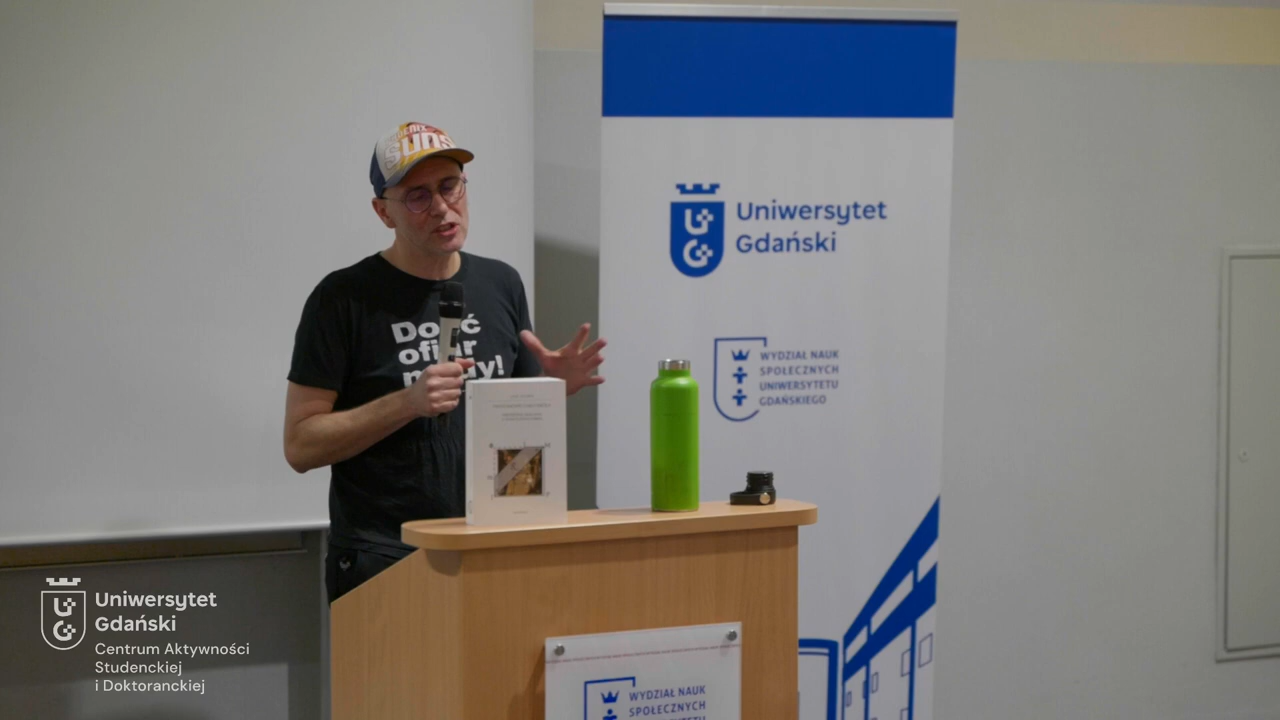 SUNS
Dość
ofiar
Uniwersytet
Gdański
WYDZIAŁ NAUK
SPOŁECZNYCH
UNIWERSYTETU
GDAŃSKIEGO
WYDZIAŁ NAUK
SPOŁECZNYCH
Uniwersytet
Gdański
Centrum Aktywności
Studenckiej
i Doktoranckiej